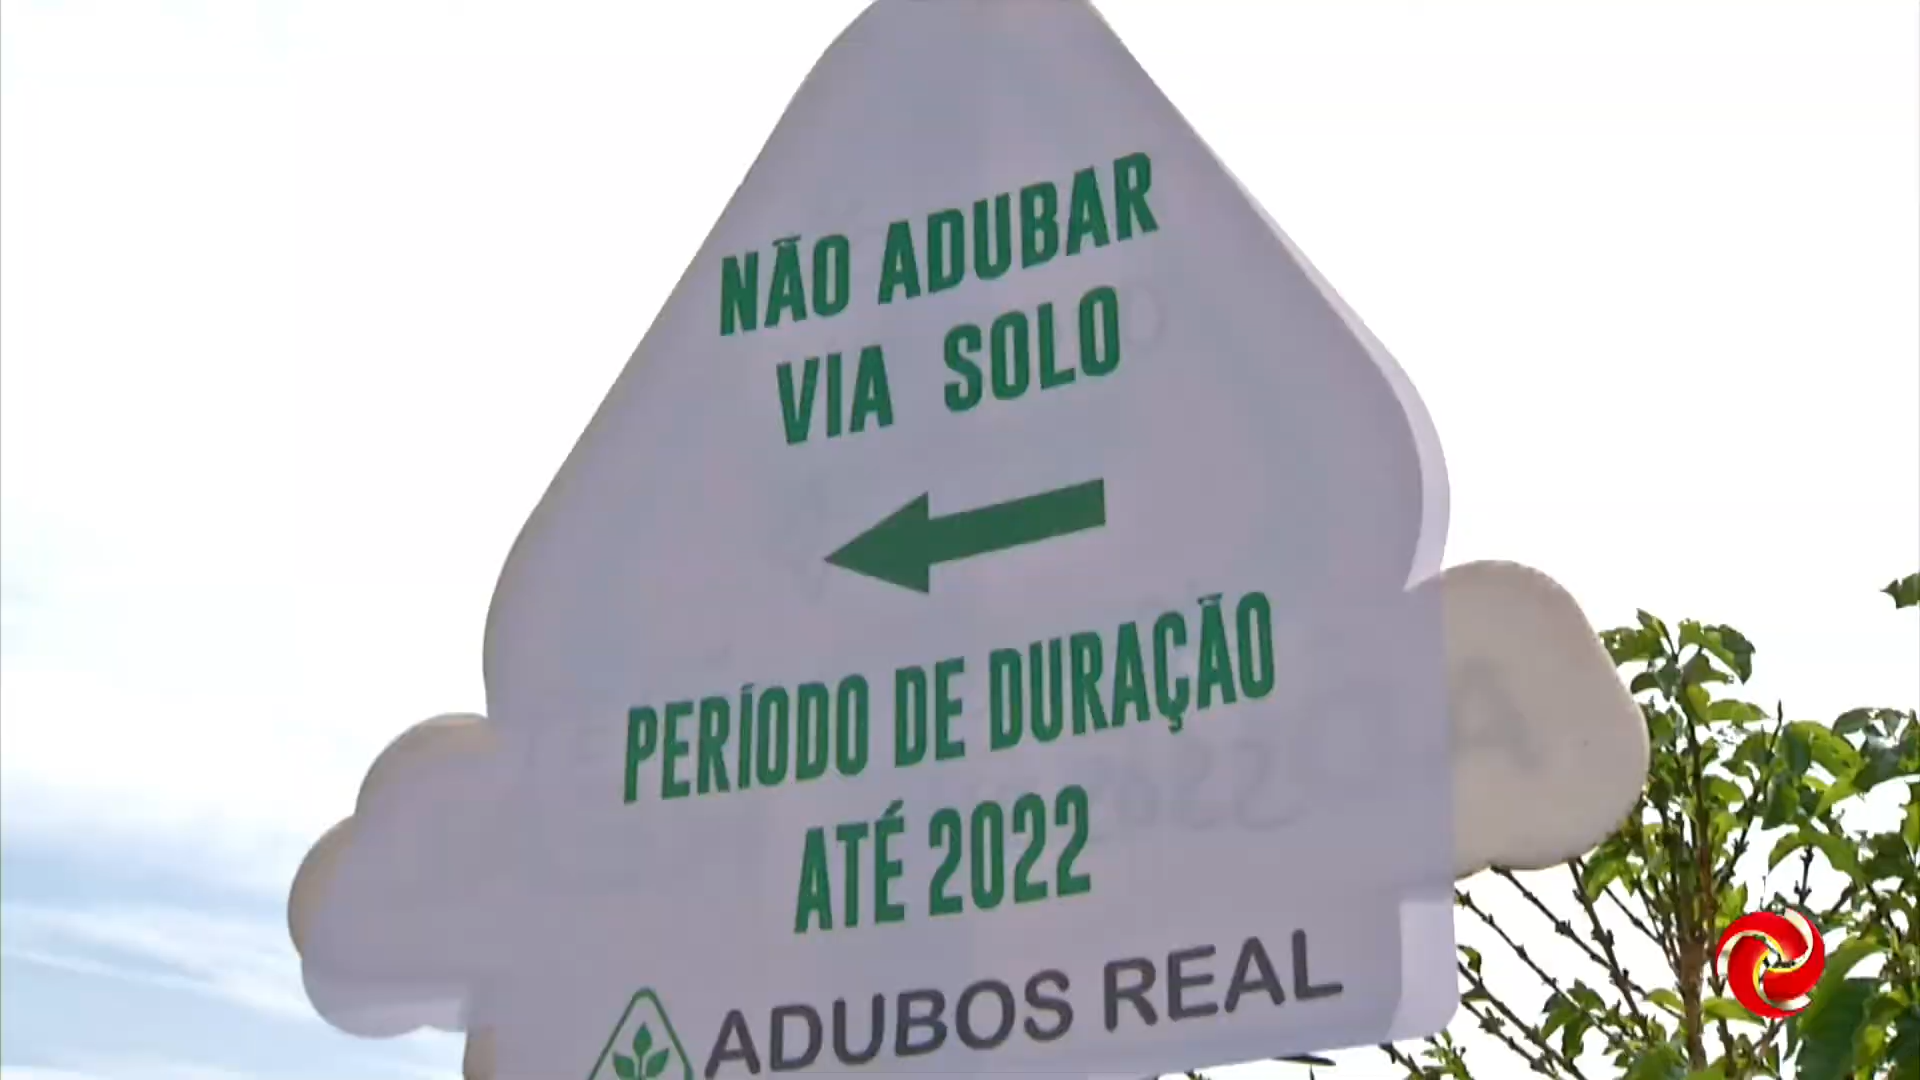 NÃO ADUBAR
VIA SOLO
PERÍODO DE DURAÇÃO
ATÉ 2022
ADUBOS REAL